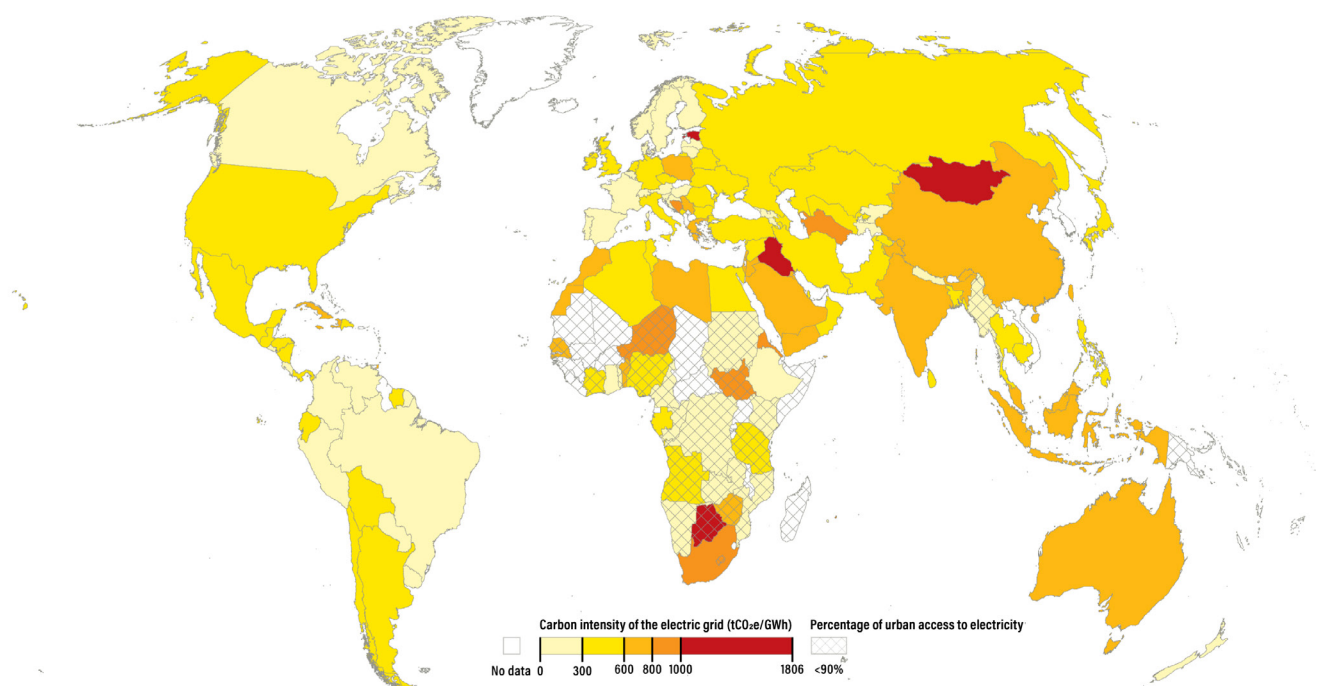 Carbon intensity of the electric grid (tCO₂e/GWh)
Percentage of urban access to electricity
No data
0
300
600
800
1000
1806
<90%